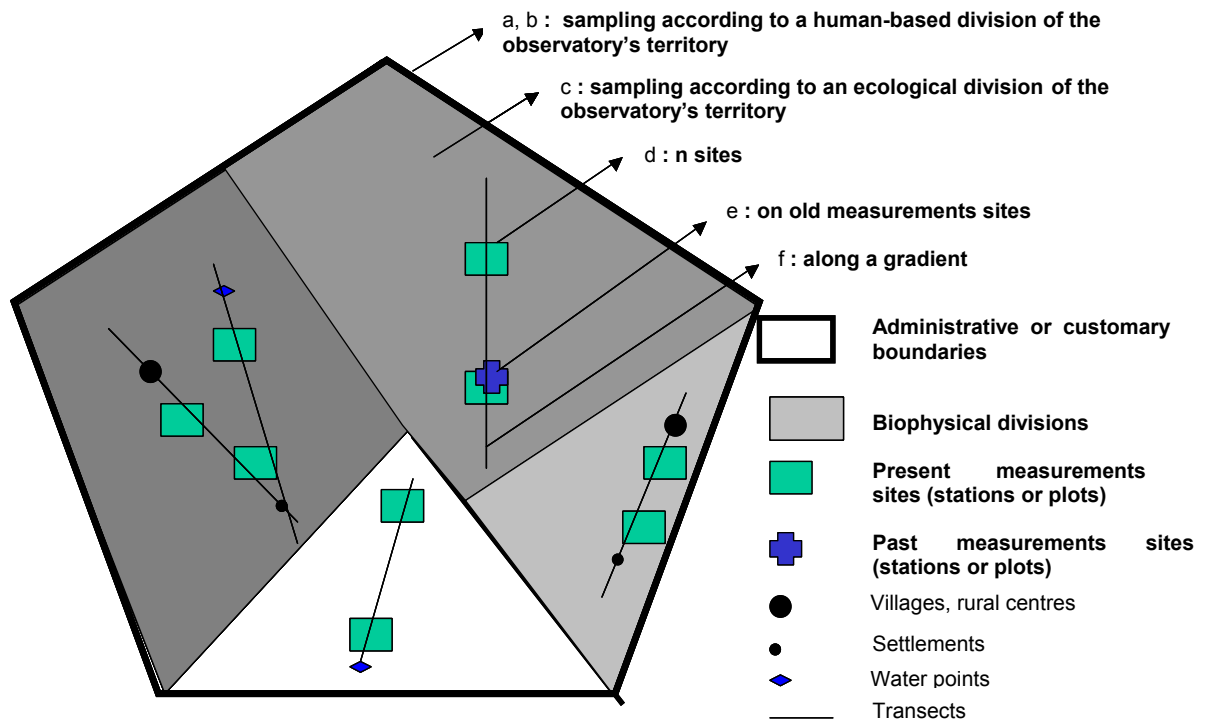 a, b : sampling according to a human-based division of the
observatory's territory
c : sampling according to an ecological division of the
observatory's territory
d : n sites
e : on old measurements sites
f : along a gradient
Administrative or customary
boundaries
Biophysical divisions
Present measurements
sites (stations or plots)
Past measurements sites
(stations or plots)
Villages, rural centres
Settlements
Water points
Transects